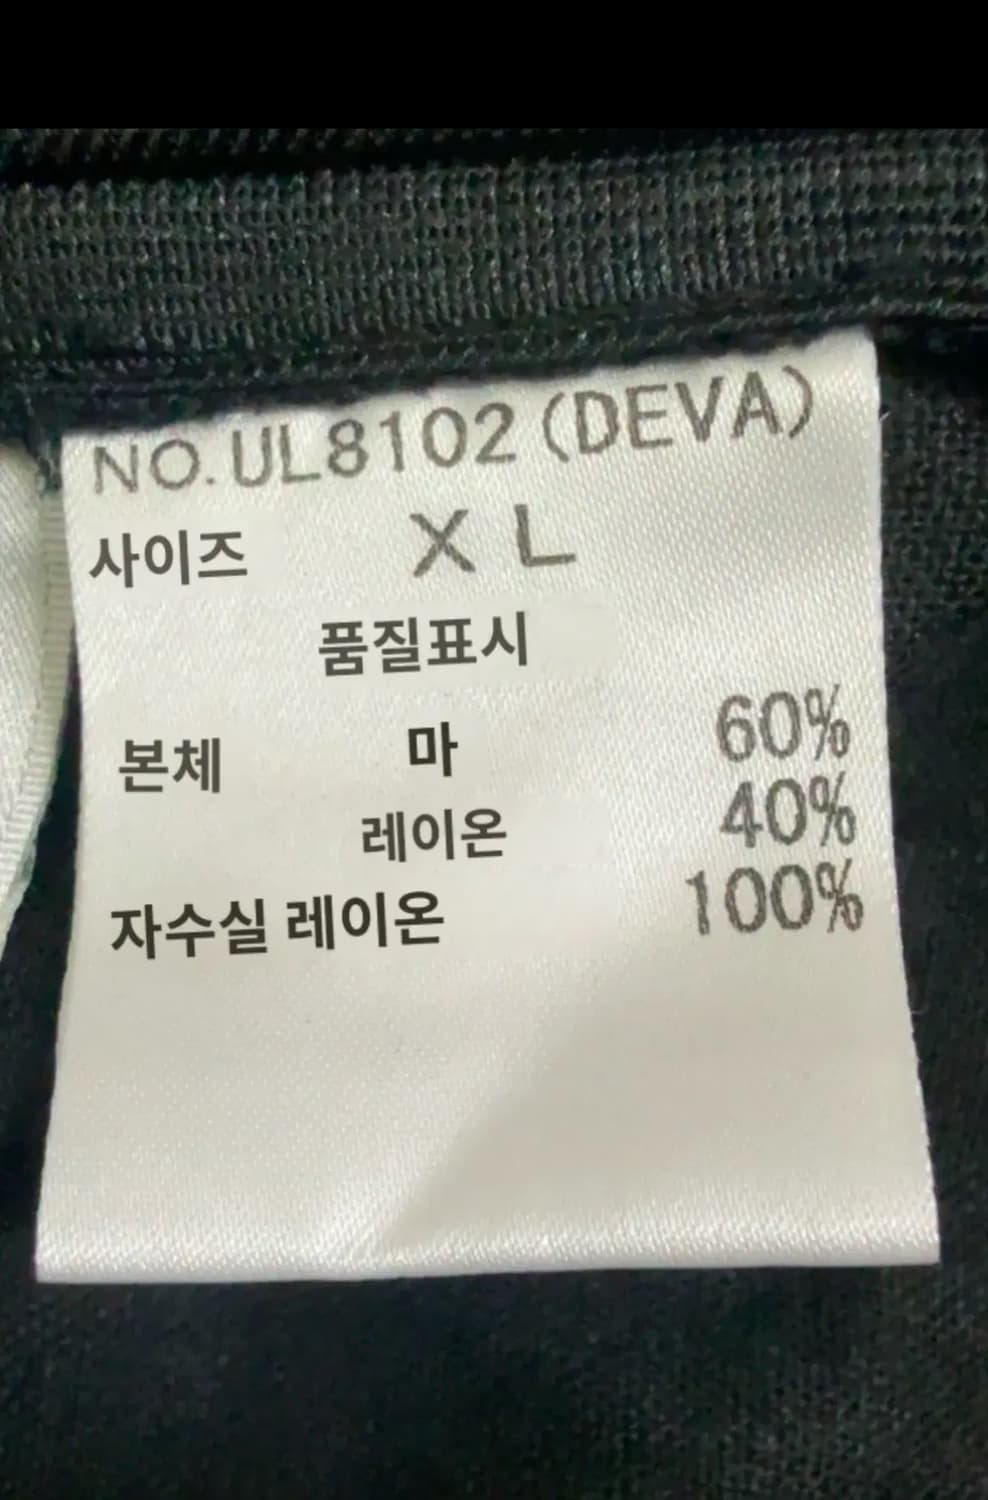 NO.UL8102(DEVA)
사이즈 XL
품질표시
본체 마 60%
레이온 40%
자수실 레이온 100%